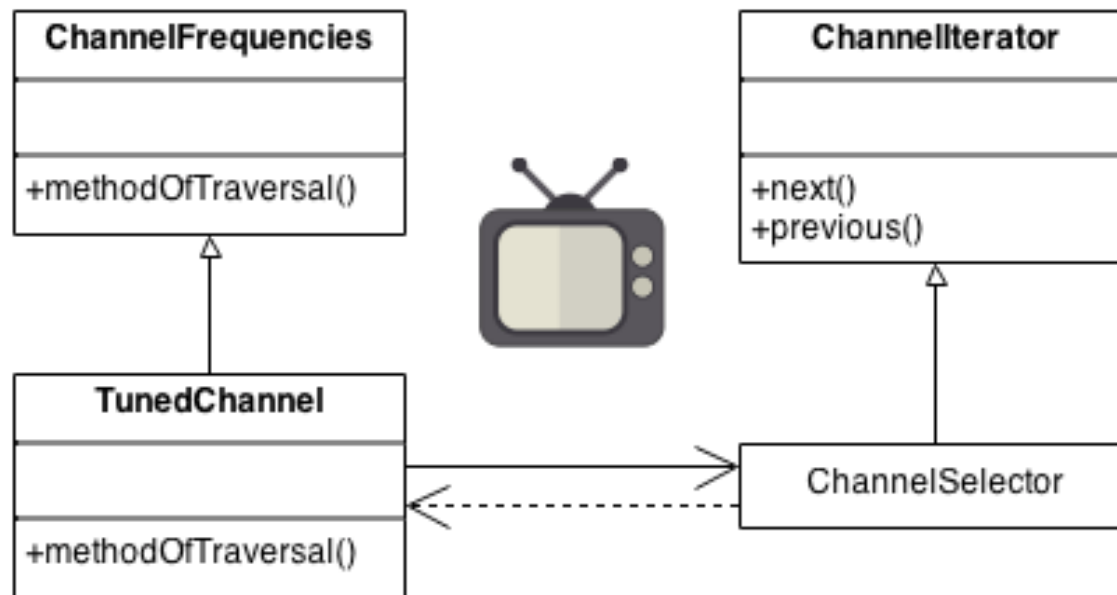 ChannelFrequencies
+methodOfTraversal()
ChannelIterator
+next()
+previous()
TunedChannel
+methodOfTraversal()
ChannelSelector